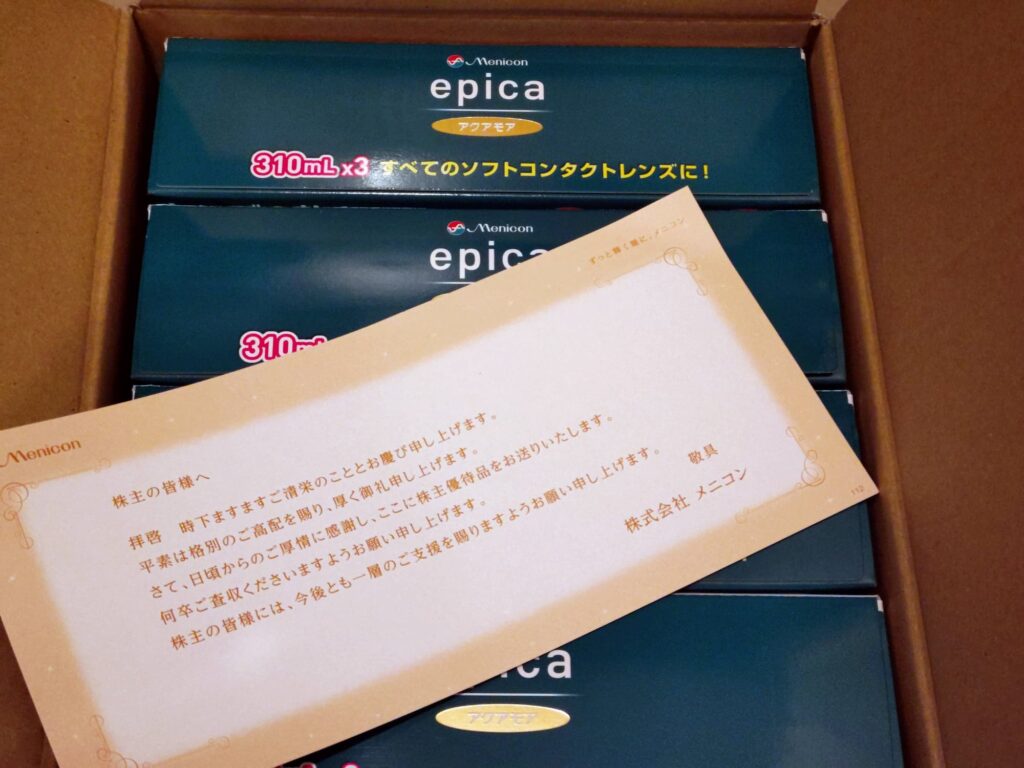 Menicon
epica
アクアモア
310mL x3 すべてのソフトコンタクトレンズに!
Menicon
epica
310mL
ずっと輝く瞳に。メニコン
Menicon
株主の皆様へ
拝啓 時下ますますご清栄のこととお慶び申し上げます。
平素は格別のご高配を賜り、厚く御礼申し上げます。
さて、日頃からのご厚情に感謝し、ここに株主優待品をお送りいたします。
何卒ご査収くださいますようお願い申し上げます。
株主の皆様には、今後とも一層のご支援を賜りますようお願い申し上げます。
敬具
株式会社 メニコン
112
ica
アクアモア